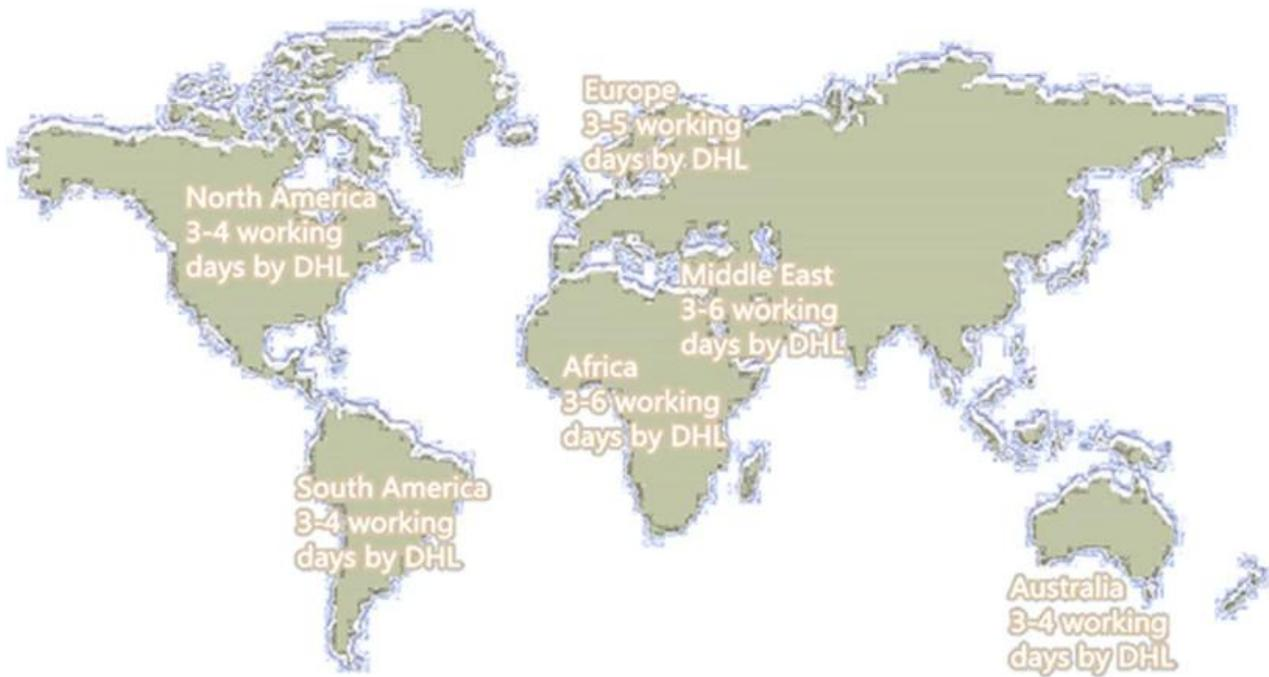 Europe
3-5 working
days by DHL
North America
3-4 working
days by DHL
Middle East
3-6 working
days by DHL
Africa
3-6 working
days by DHL
South America
3-4 working
days by DHL
Australia
3-4 working
days by DHL